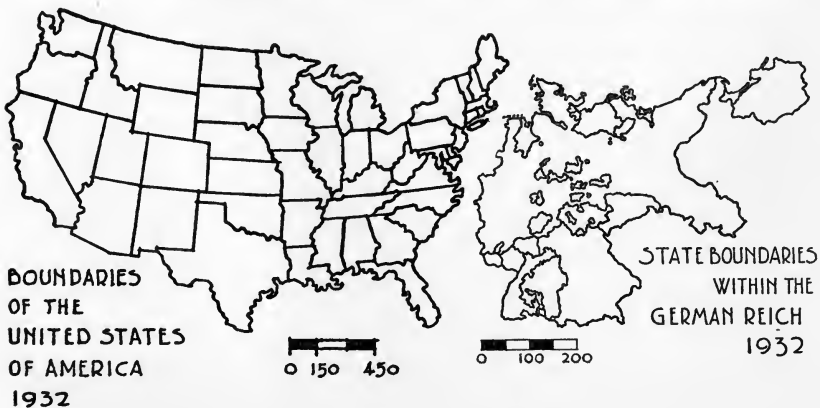 BOUNDARIES
OF THE
UNITED STATES
OF AMERICA
1932
0 150 450
0 100 200
STATE BOUNDARIES
WITHIN THE
GERMAN REICH
1932